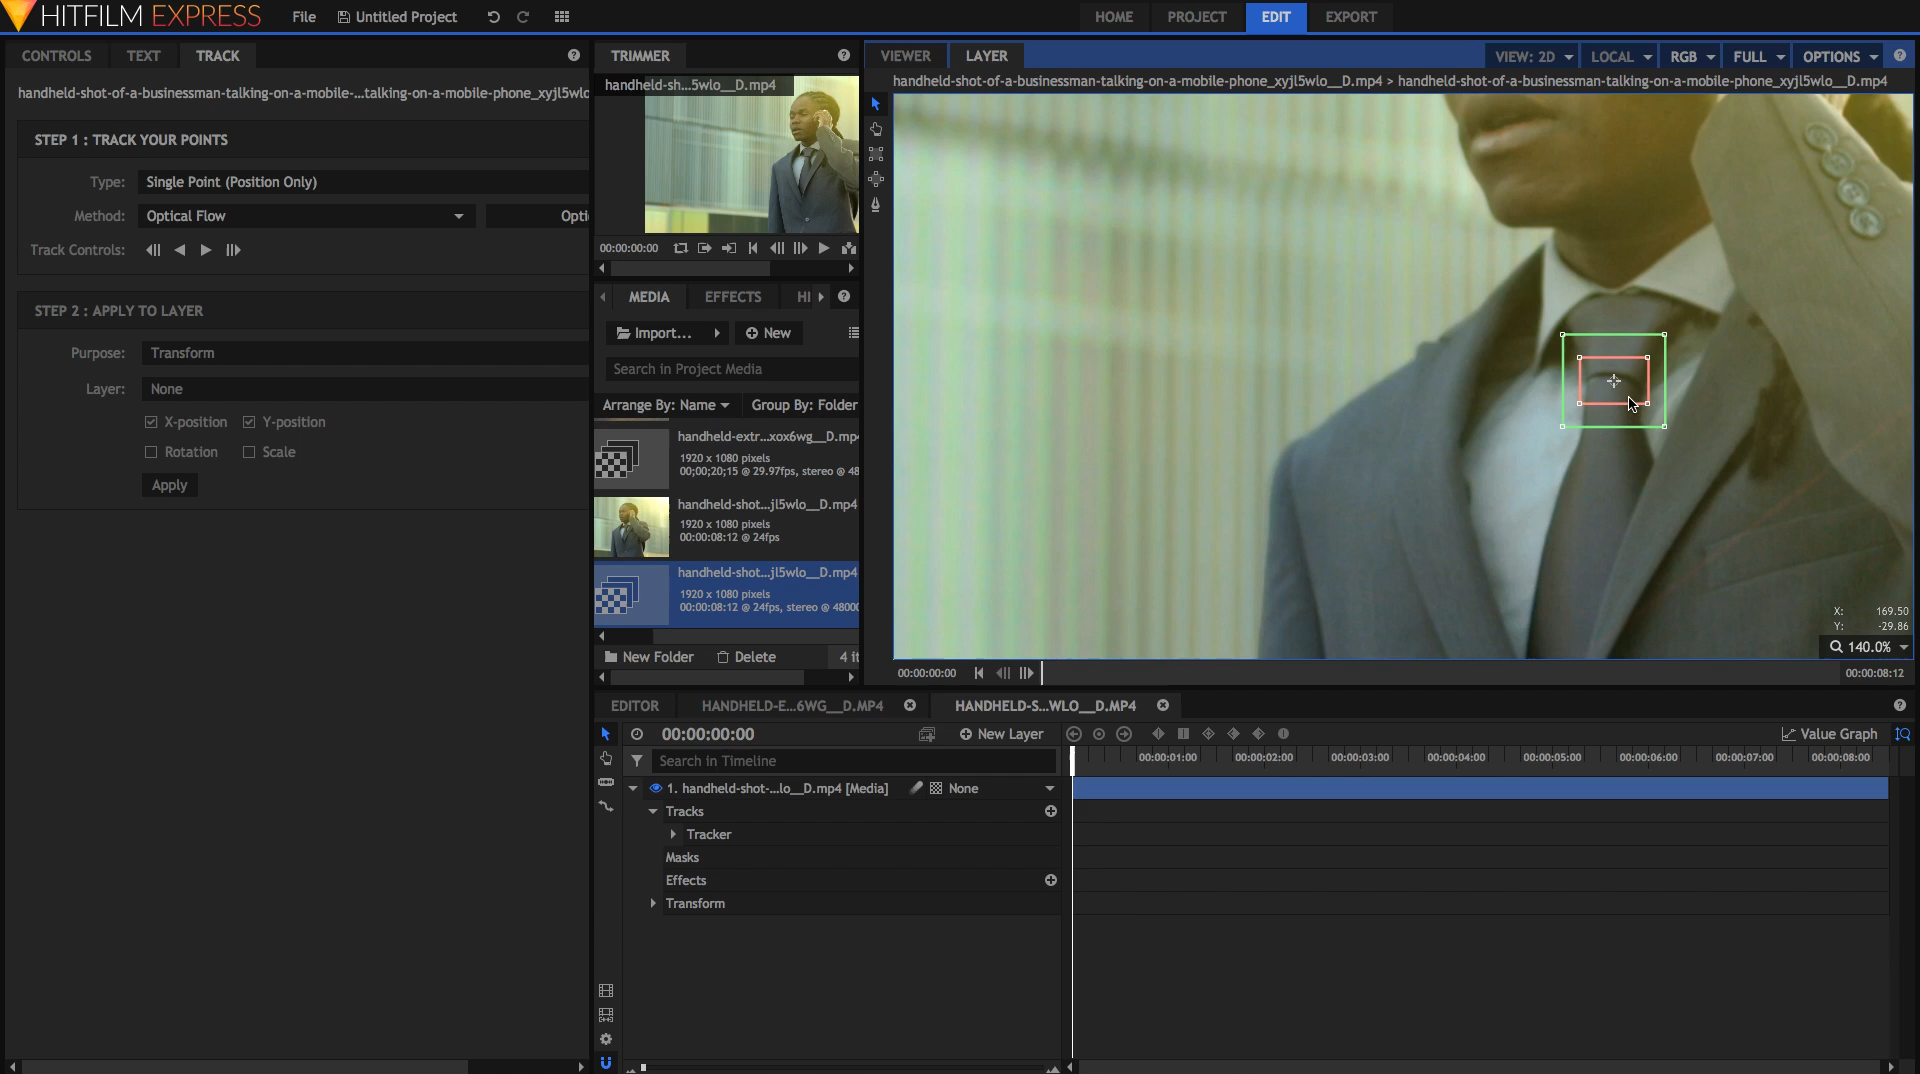 HITFILM EXPRESS
File
Untitled Project
HOME
PROJECT
EDIT
EXPORT
CONTROLS
TEXT
TRACK
handheld-shot-of-a-businessman-talking-on-a-mobile-...talking-on-a-mobile-phone_xyjl5wlo
STEP 1 : TRACK YOUR POINTS
Type: Single Point (Position Only)
Method: Optical Flow
Opti
Track Controls:
STEP 2 : APPLY TO LAYER
Purpose: Transform
Layer: None
X-position
Y-position
Rotation
Scale
Apply
TRIMMER
handheld-sh...5wlo__D.mp4
00:00:00:00
MEDIA
EFFECTS
HI
Import...
New
Search in Project Media
Arrange By: Name
Group By: Folder
handheld-extr...xox6wg__D.mp4
1920 x 1080 pixels
00;00;20;15 @ 29.97fps, stereo @ 48
handheld-shot...jl5wlo__D.mp4
1920 x 1080 pixels
00:00:08:12 @ 24fps
handheld-shot...jl5wlo__D.mp4
1920 x 1080 pixels
00:00:08:12 @ 24fps, stereo @ 48000
New Folder
Delete
4 it
VIEWER
LAYER
VIEW: 2D
LOCAL
RGB
FULL
OPTIONS
handheld-shot-of-a-businessman-talking-on-a-mobile-phone_xyjl5wlo__D.mp4 > handheld-shot-of-a-businessman-talking-on-a-mobile-phone_xyjl5wlo__D.mp4
X: 169.50
Y: -29.86
140.0%
00:00:00:00
00:00:08:12
EDITOR
HANDHELD-E...6WG__D.MP4
HANDHELD-S...WLO__D.MP4
00:00:00:00
New Layer
Value Graph
Search in Timeline
00:00:01:00
00:00:02:00
00:00:03:00
00:00:04:00
00:00:05:00
00:00:06:00
00:00:07:00
00:00:08:00
1. handheld-shot-...lo__D.mp4 [Media]
None
Tracks
Tracker
Masks
Effects
Transform